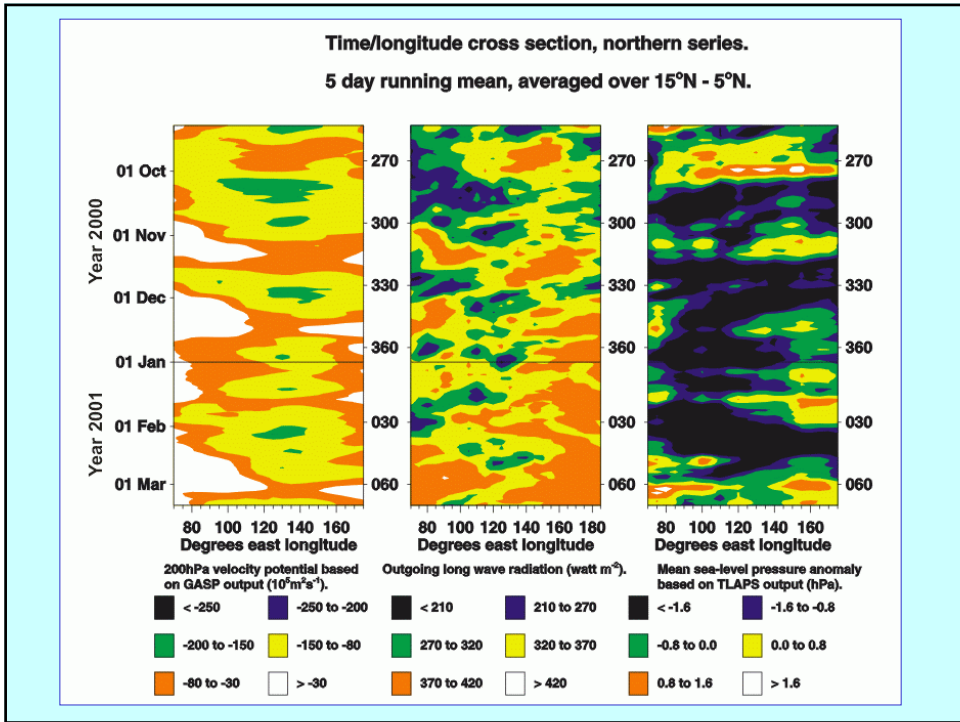 Time/longitude cross section, northern series.
5 day running mean, averaged over 15°N - 5°N.
Year 2000
Year 2001
01 Oct
01 Nov
01 Dec
01 Jan
01 Feb
01 Mar
270
300
330
360
030
060
270
300
330
360
030
060
270
300
330
360
030
060
80 100 120 140 160
80 100 120 140 160 180
80 100 120 140 160
Degrees east longitude
Degrees east longitude
Degrees east longitude
200hPa velocity potential based
on GASP output (10⁵m²s⁻¹).
< -250 -250 to -200
-200 to -150 -150 to -80
-80 to -30 > -30
Outgoing long wave radiation (watt m⁻²).
< 210 210 to 270
270 to 320 320 to 370
370 to 420 > 420
Mean sea-level pressure anomaly
based on TLAPS output (hPa).
< -1.6 -1.6 to -0.8
-0.8 to 0.0 0.0 to 0.8
0.8 to 1.6 > 1.6